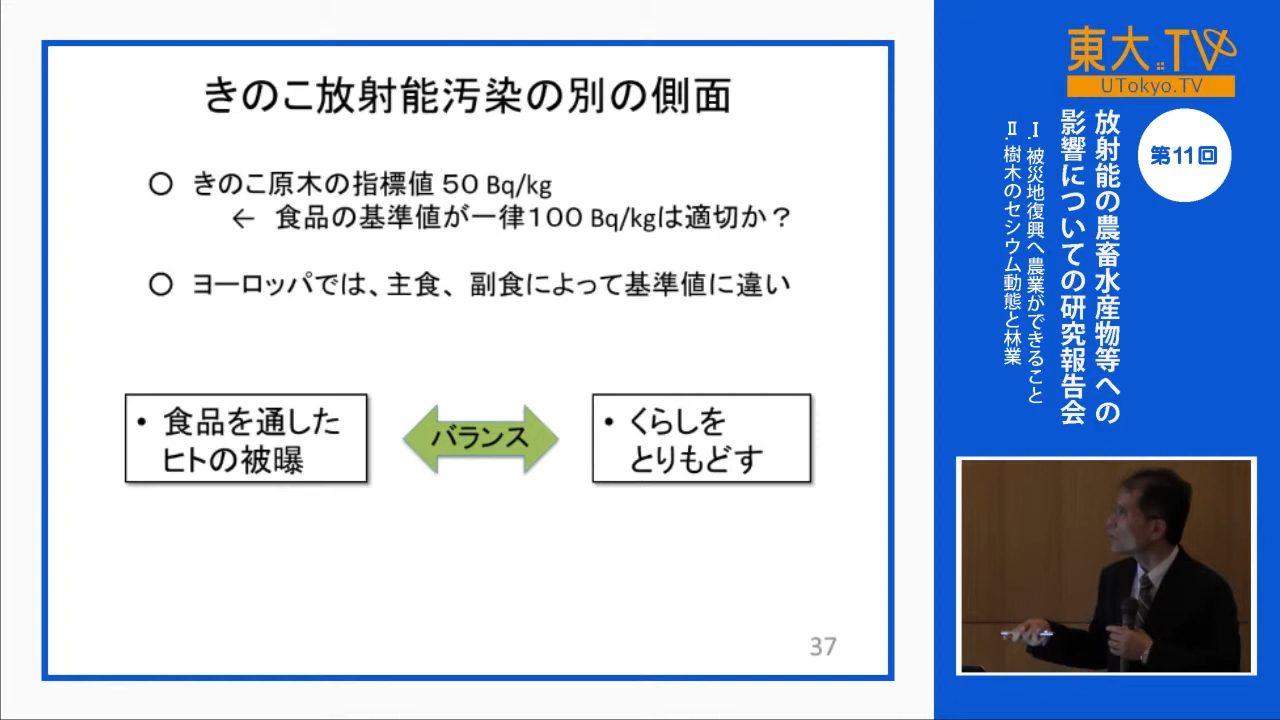 きのこ放射能汚染の別の側面
○ きのこ原木の指標値 50 Bq/kg
← 食品の基準値が一律100 Bq/kgは適切か？
○ ヨーロッパでは、主食、副食によって基準値に違い
• 食品を通した
ヒトの被曝
バランス
• くらしを
とりもどす
37
東大.TV
UTokyo.TV
第11回
放射能の農畜水産物等への
影響についての研究報告会
Ⅰ. 被災地復興へ農業ができること
Ⅱ. 樹木のセシウム動態と林業